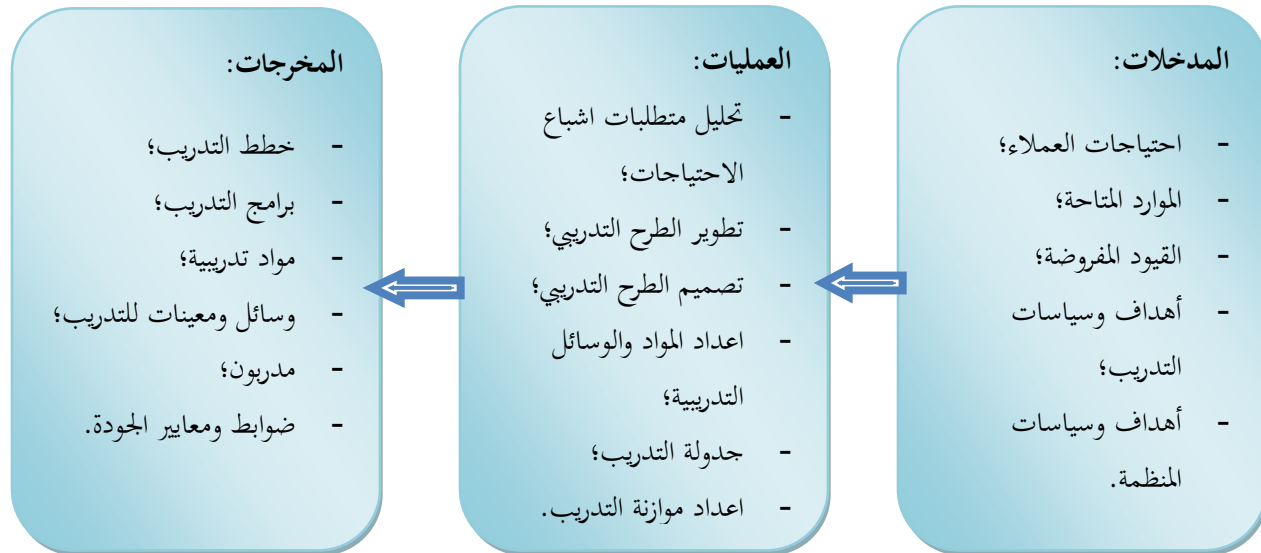 المدخلات:
- احتياجات العملاء؛
- الموارد المتاحة؛
- القيود المفروضة؛
- أهداف وسياسات
التدريب؛
- أهداف وسياسات
المنظمة.
العمليات:
- تحليل متطلبات اشباع
الاحتياجات؛
- تطوير الطرح التدريبي؛
- تصميم الطرح التدريبي؛
- اعداد المواد والوسائل
التدريبية؛
- جدولة التدريب؛
- اعداد موازنة التدريب.
المخرجات:
- خطط التدريب؛
- برامج التدريب؛
- مواد تدريبية؛
- وسائل ومعينات للتدريب؛
- مدربون؛
- ضوابط ومعايير الجودة.